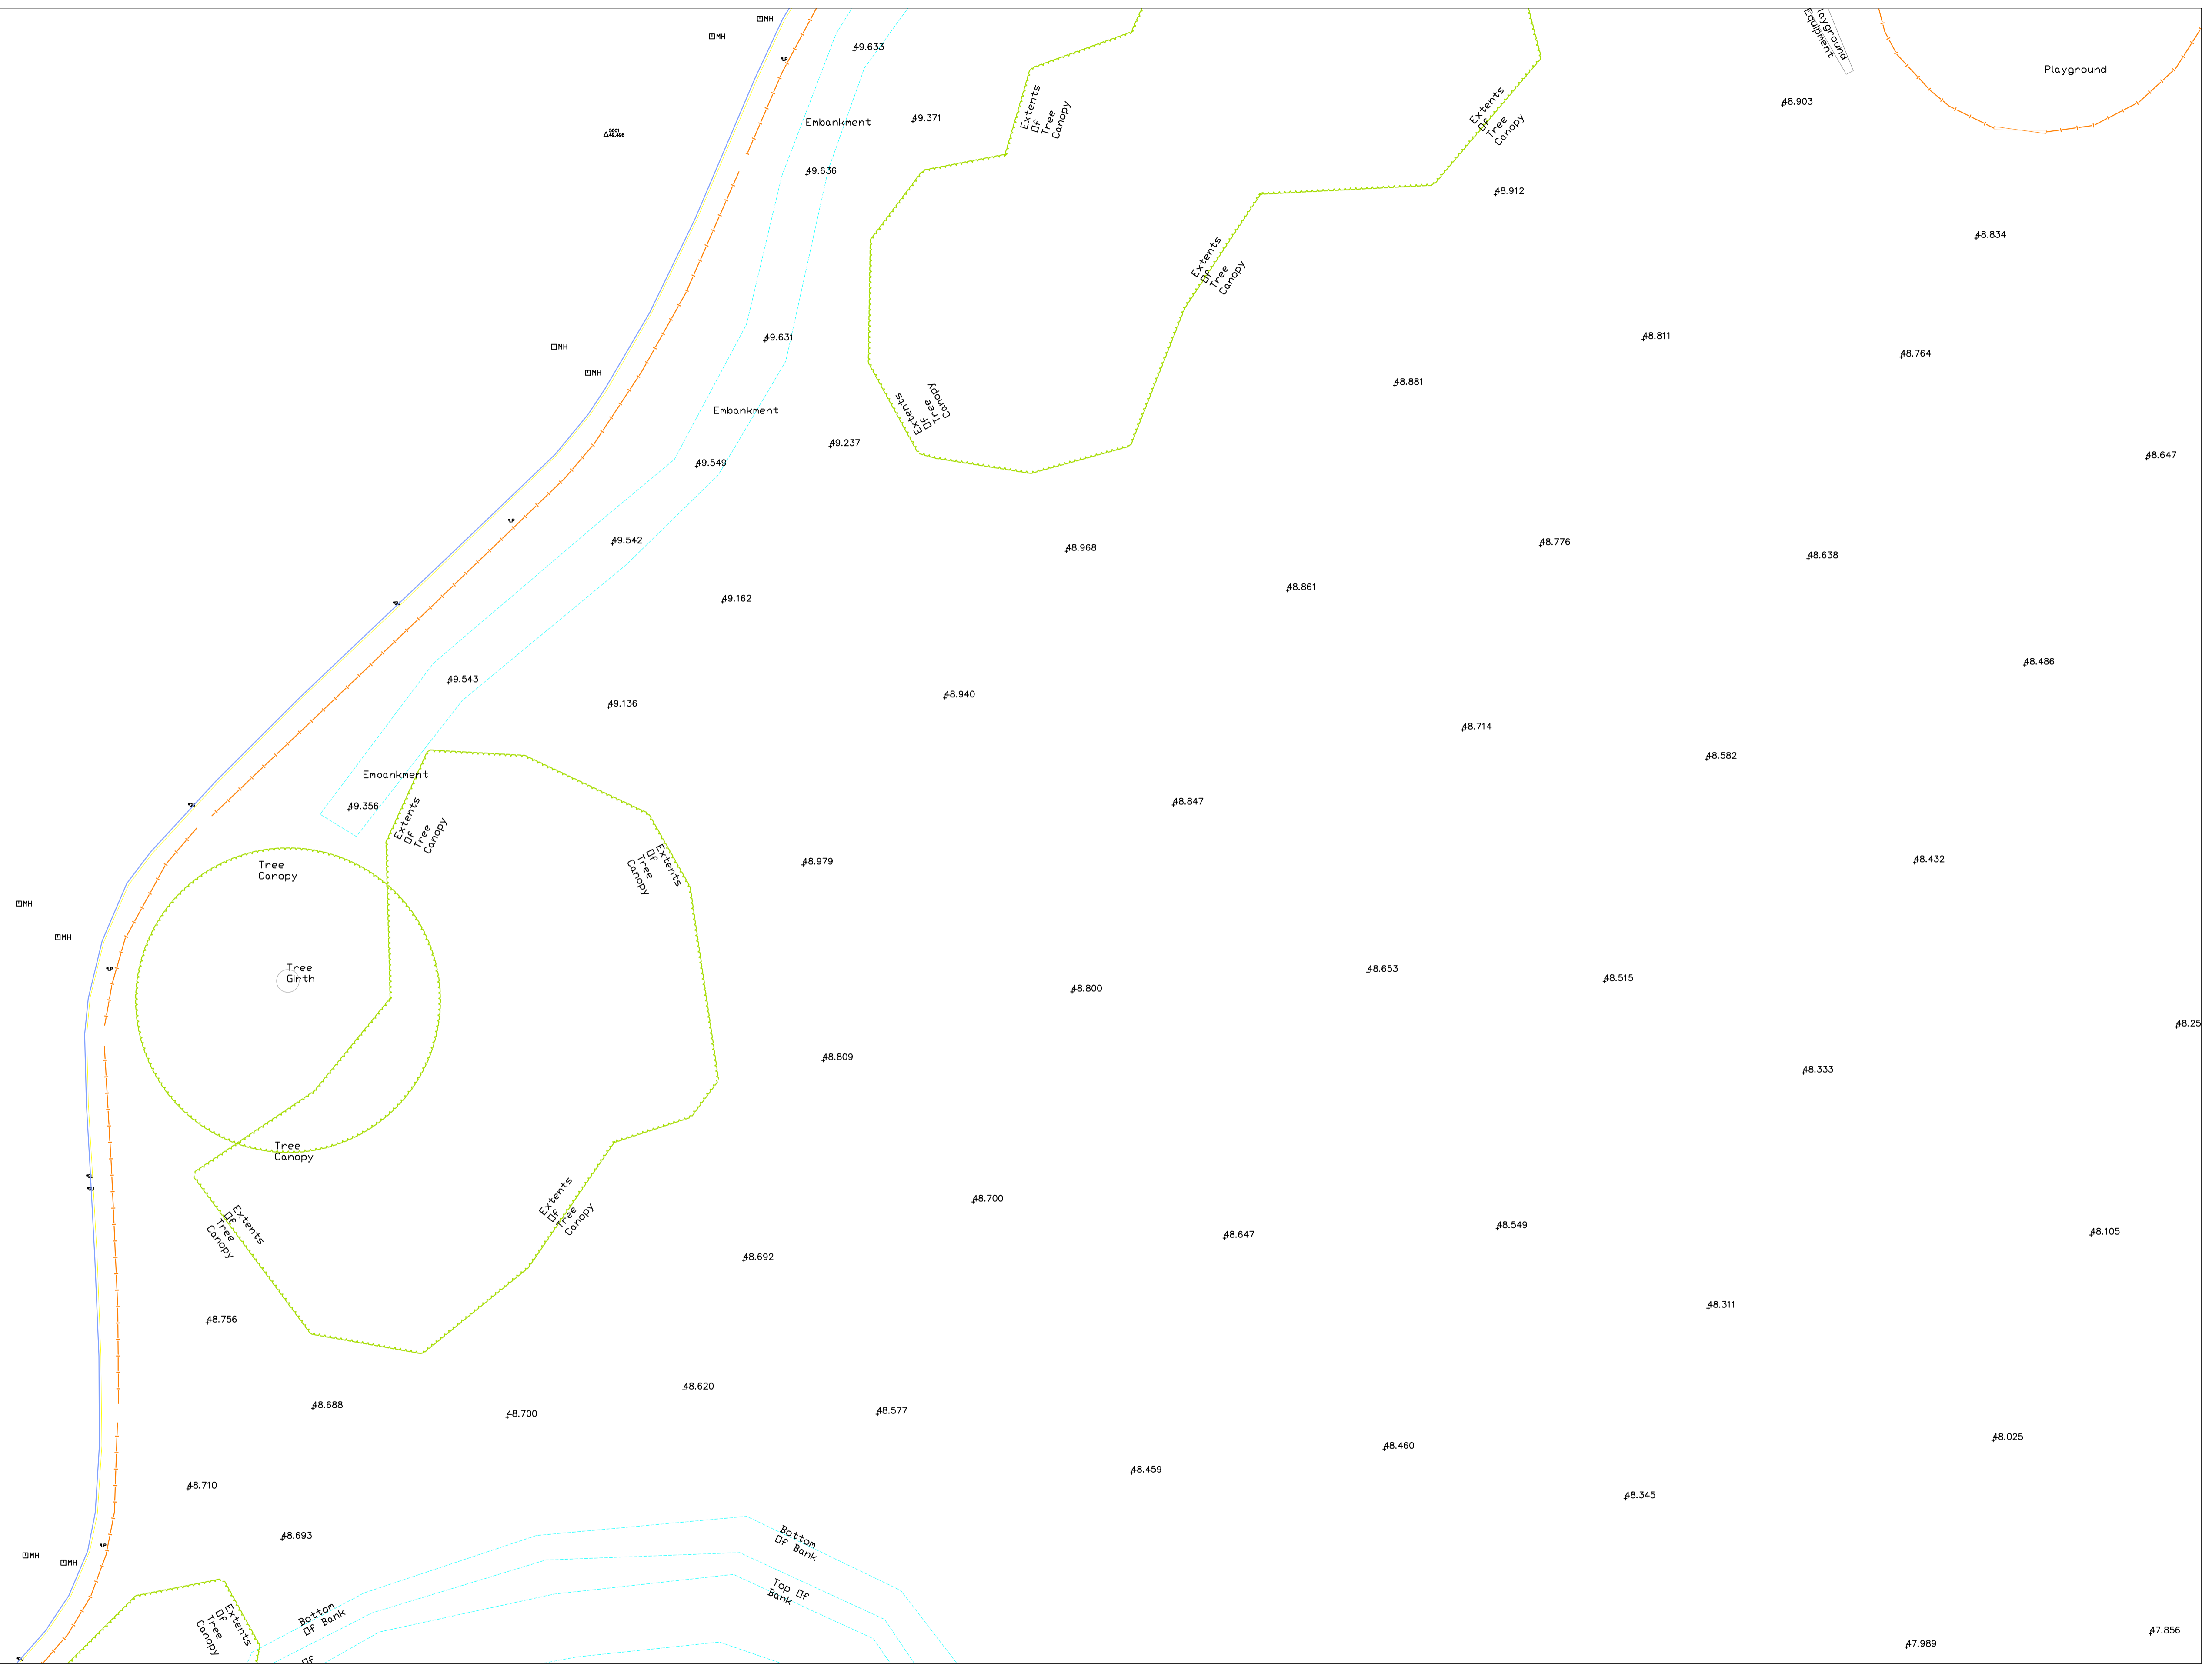 MH
MH
49.633
layground
Equipment
Playground
48.903
49.371
Embankment
S001
49.498
Extents
Of
Tree
Canopy
Extents
Of
Tree
Canopy
49.636
48.912
48.834
Extents
Of
Tree
Canopy
49.631
48.811
MH
48.764
MH
48.881
Extents
Of
Tree
Canopy
Embankment
49.237
49.549
48.647
49.542
48.968
48.776
48.638
48.861
49.162
48.486
49.543
48.940
49.136
48.714
48.582
Embankment
49.356
48.847
Extents
Of
Tree
Canopy
Extents
Of
Tree
Canopy
48.979
48.432
Tree
Canopy
MH
MH
Tree
Girth
48.653
48.515
48.800
48.25
48.809
48.333
Tree
Canopy
48.700
Extents
Of
Tree
Canopy
Extents
Of
Tree
Canopy
48.549
48.647
48.105
48.692
48.756
48.311
48.620
48.688
48.700
48.577
48.025
48.460
48.459
48.710
48.345
48.693
Bottom
Of Bank
MH
MH
Top Of
Bank
Bottom
Of Bank
Extents
Of
Tree
Canopy
47.856
47.989
Of